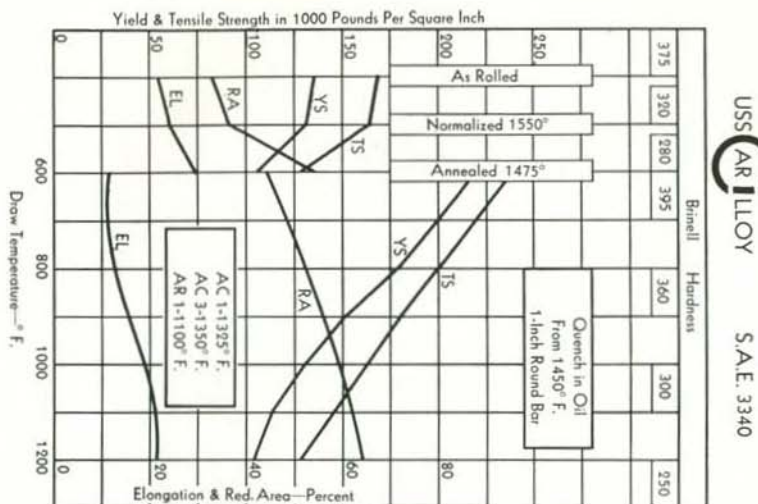 USS CARILLOY S.A.E. 3340
Yield & Tensile Strength in 1000 Pounds Per Square Inch
0 50 100 150 200 250
375
320
280
395
360
300
250
Brinell Hardness
As Rolled
Normalized 1550°
Annealed 1475°
EL
RA
YS
TS
EL
RA
YS
TS
Quench in Oil
From 1450° F.
1-Inch Round Bar
AC 1-1325° F.
AC 3-1350° F.
AR 1-1100° F.
600 800 1000 1200
Draw Temperature—° F.
0 20 40 60 80
Elongation & Red. Area—Percent